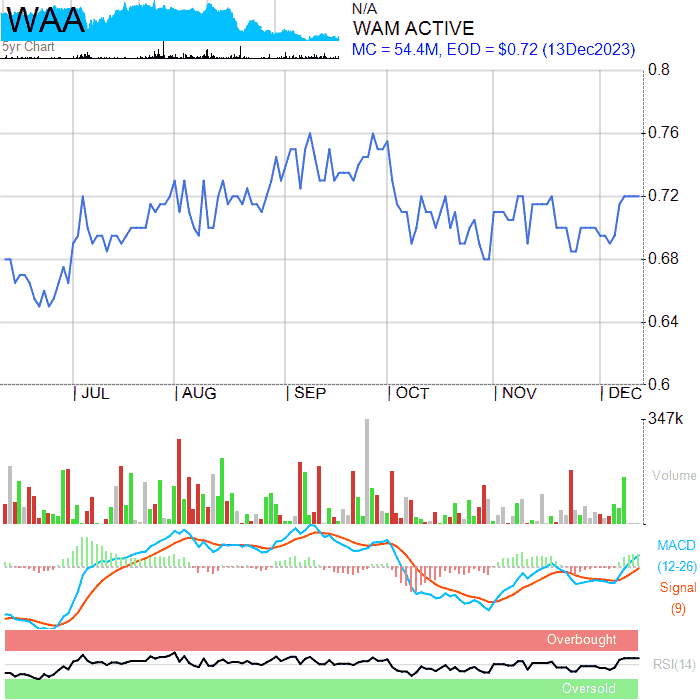 WAA
5yr Chart
N/A
WAM ACTIVE
MC = 54.4M, EOD = $0.72 (13Dec2023)
0.8
0.76
0.72
0.68
0.64
0.6
| JUL | AUG | SEP | OCT | NOV | DEC
347k
Volume
MACD
(12-26)
Signal
(9)
Overbought
RSI(14)
Oversold